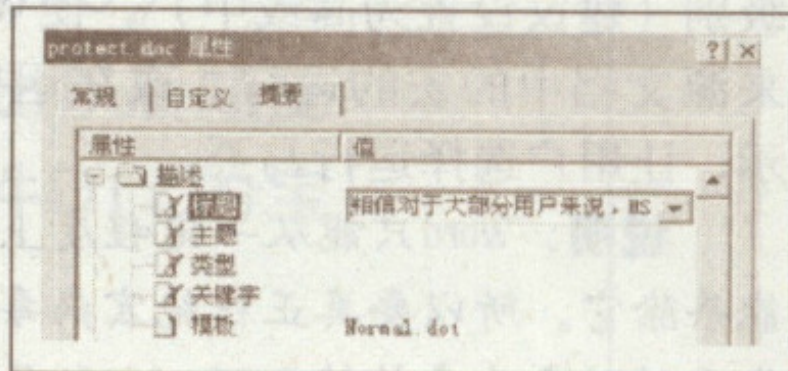 protect.doc 属性 ? ×
常规 自定义 摘要
属性 值
描述
标题 相信对于大部分用户来说，MS
主题
类型
关键字
模板 Normal.dot